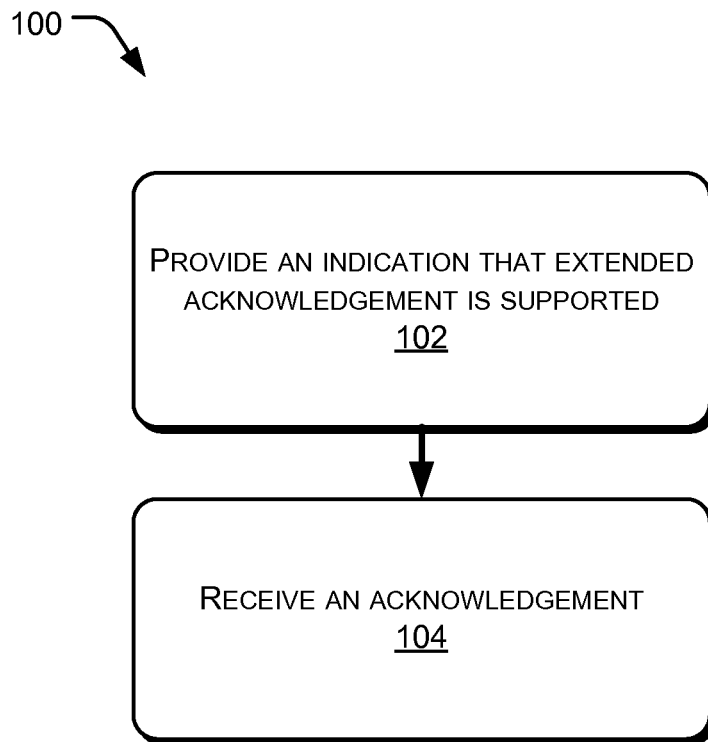 100
PROVIDE AN INDICATION THAT EXTENDED
ACKNOWLEDGEMENT IS SUPPORTED
102
RECEIVE AN ACKNOWLEDGEMENT
104